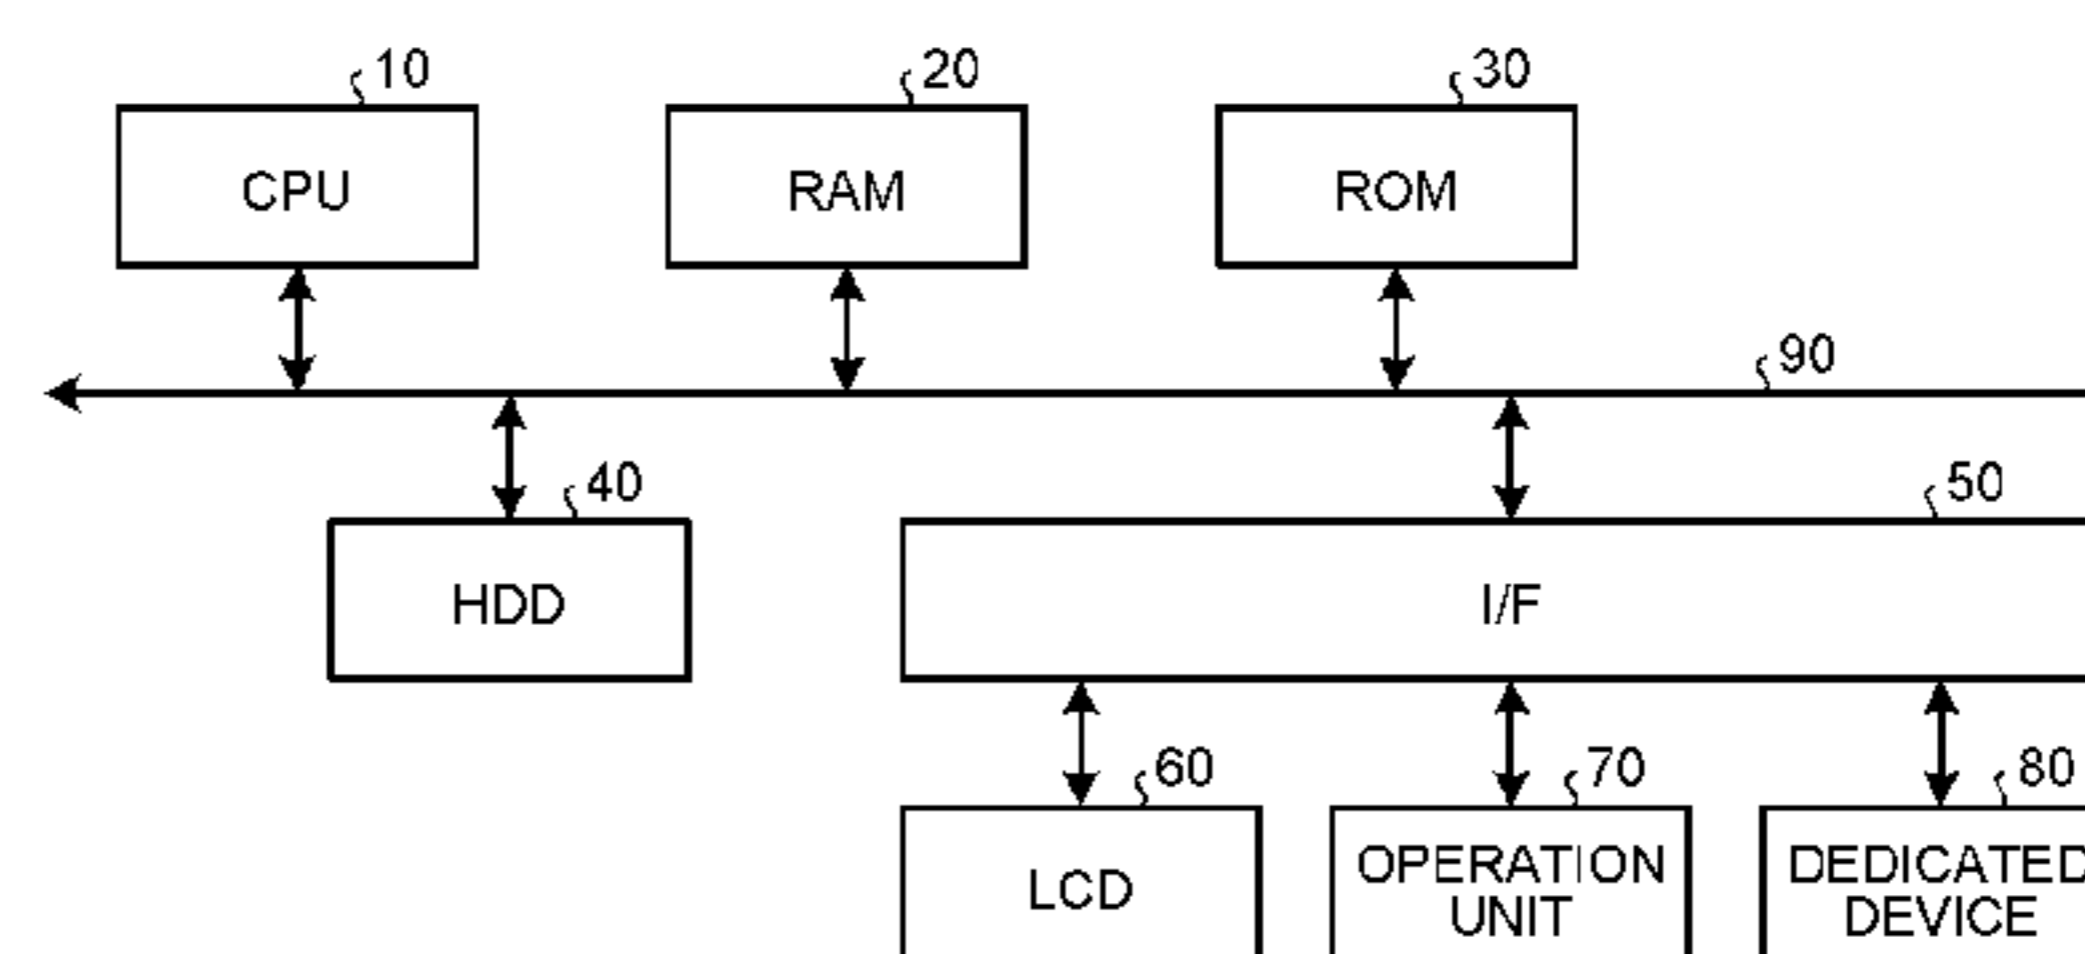 10
20
30
CPU
RAM
ROM
90
40
50
HDD
I/F
60
70
80
LCD
OPERATION
UNIT
DEDICATED
DEVICE